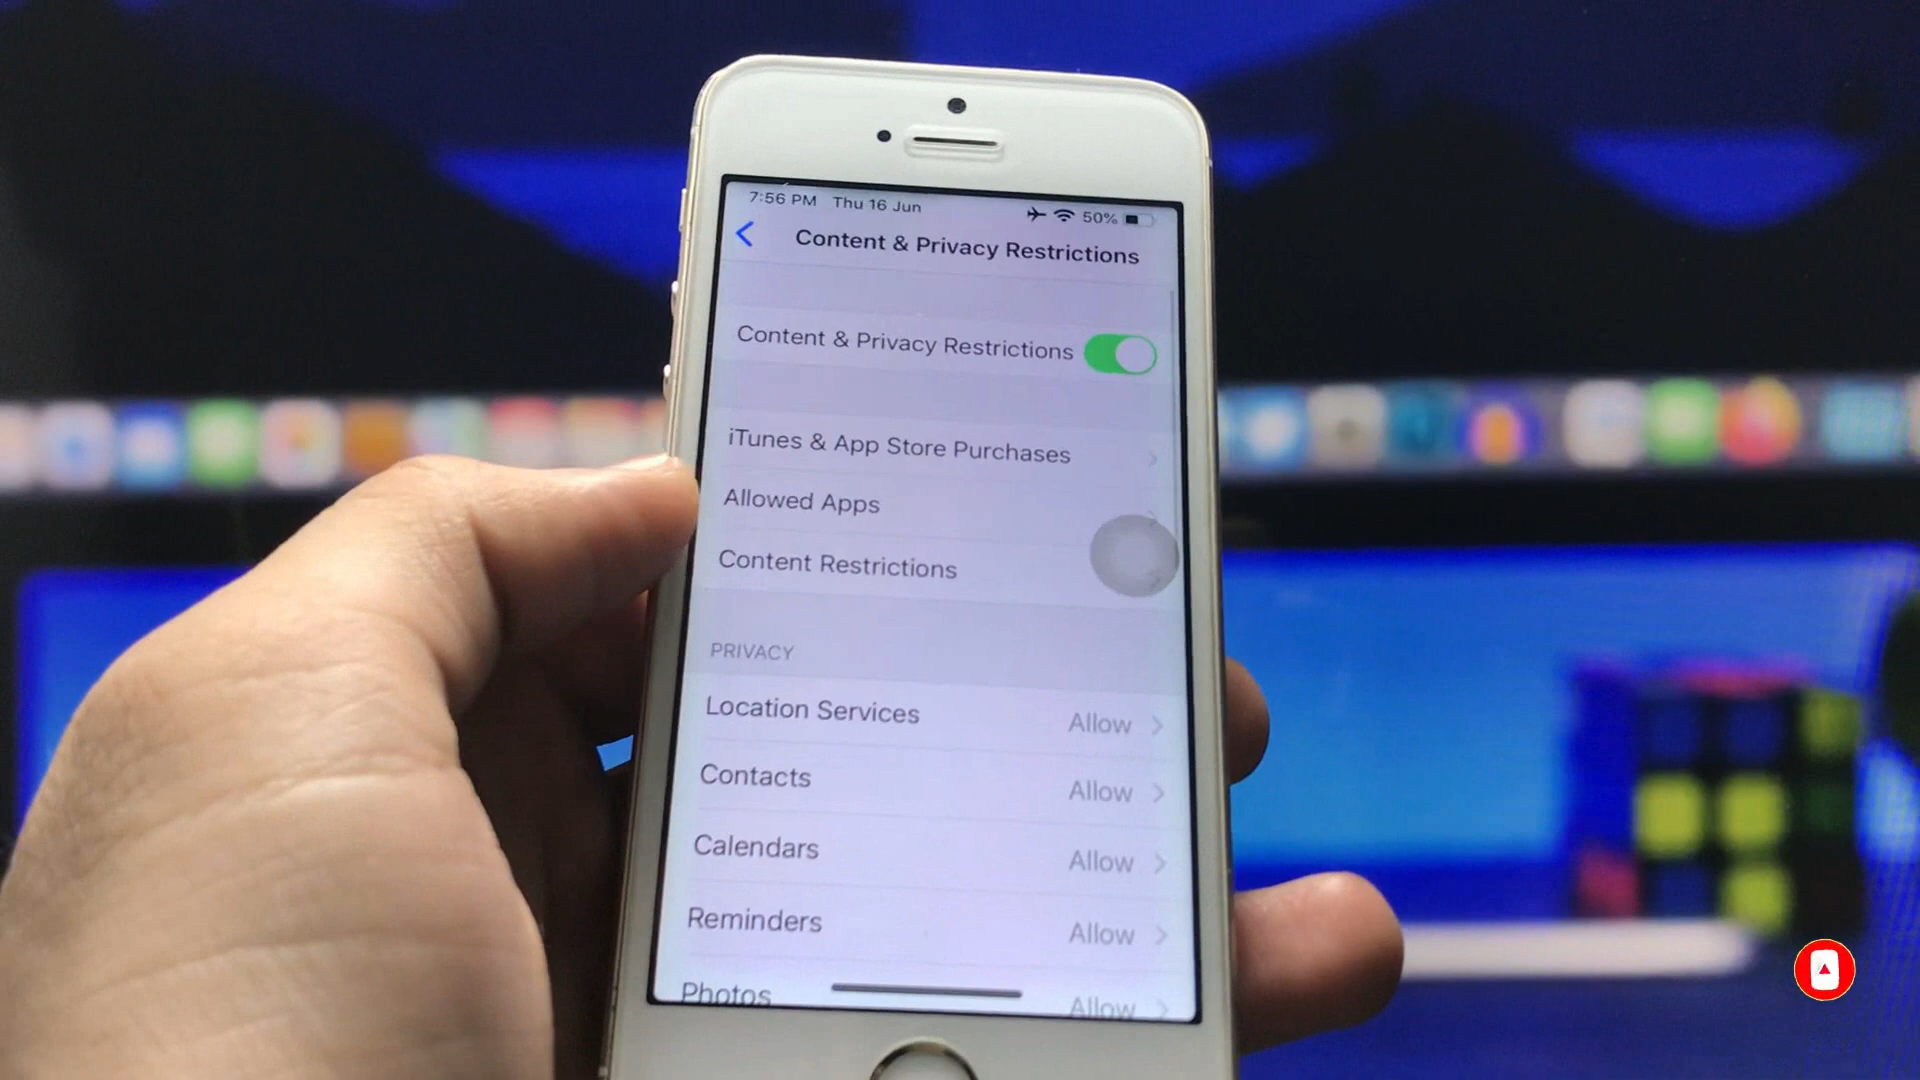 7:56 PM Thu 16 Jun 50%
Content & Privacy Restrictions
Content & Privacy Restrictions
iTunes & App Store Purchases
Allowed Apps
Content Restrictions
PRIVACY
Location Services Allow
Contacts Allow
Calendars Allow
Reminders Allow
Photos Allow